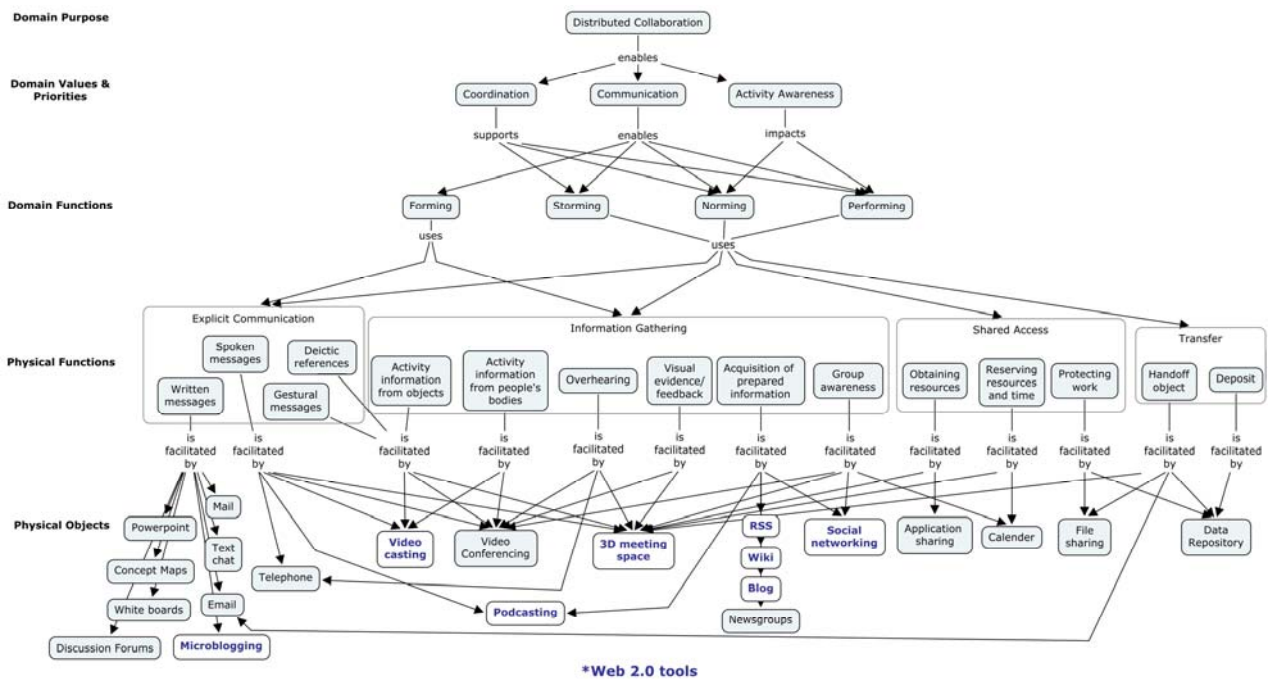 Domain Purpose
Distributed Collaboration
enables
Domain Values &
Priorities
Coordination
Communication
Activity Awareness
supports
enables
impacts
Domain Functions
Forming
Storming
Norming
Performing
uses
uses
Physical Functions
Explicit Communication
Spoken
messages
Deictic
references
Written
messages
Gestural
messages
Information Gathering
Activity
information
from objects
Activity
information
from people's
bodies
Overhearing
Visual
evidence/
feedback
Acquisition of
prepared
information
Group
awareness
Shared Access
Obtaining
resources
Reserving
resources
and time
Protecting
work
Transfer
Handoff
object
Deposit
is
facilitated
by
is
facilitated
by
is
facilitated
by
is
facilitated
by
is
facilitated
by
is
facilitated
by
is
facilitated
by
is
facilitated
by
is
facilitated
by
is
facilitated
by
is
facilitated
by
is
facilitated
by
is
facilitated
by
Physical Objects
Mail
Powerpoint
Text
chat
Concept Maps
White boards
Email
Discussion Forums
Microblogging
Telephone
Video
casting
Video
Conferencing
Podcasting
3D meeting
space
RSS
Wiki
Blog
Newsgroups
Social
networking
Application
sharing
Calender
File
sharing
Data
Repository
*Web 2.0 tools